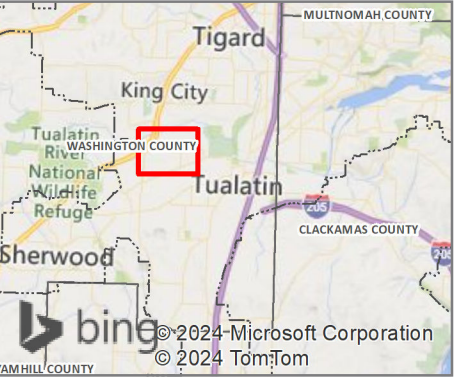 MULTNOMAH COUNTY
Tigard
King City
Tualatin
River
National
Wildlife
Refuge
WASHINGTON COUNTY
Tualatin
205
CLACKAMAS COUNTY
205
Sherwood
bing
© 2024 Microsoft Corporation
© 2024 TomTom
YAMHILL COUNTY